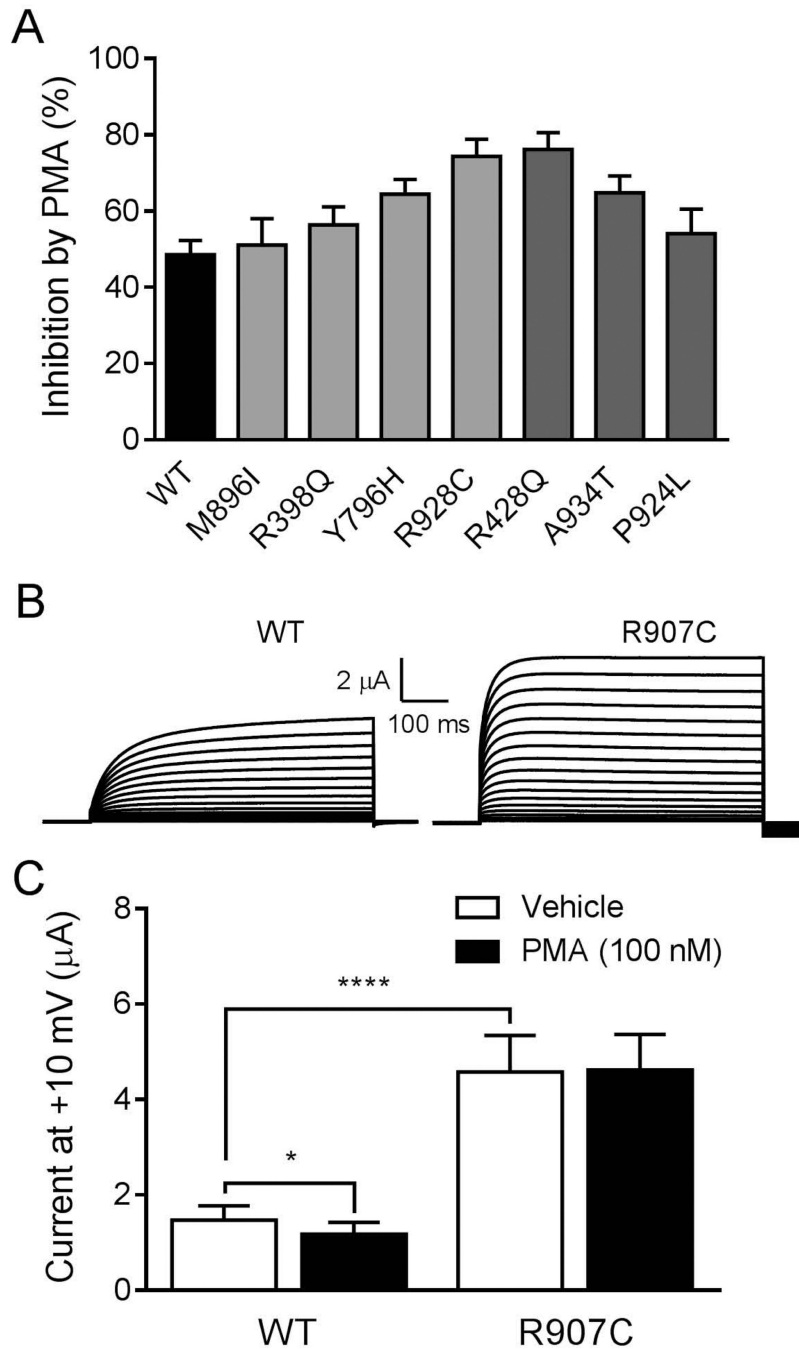 A
Inhibition by PMA (%)
100
80
60
40
20
0
WT
M896I
R398Q
Y796H
R928C
R428Q
A934T
P924L
B
WT
R907C
2 μA
100 ms
C
Current at +10 mV (μA)
8
6
4
2
0
Vehicle
PMA (100 nM)
****
*
WT
R907C